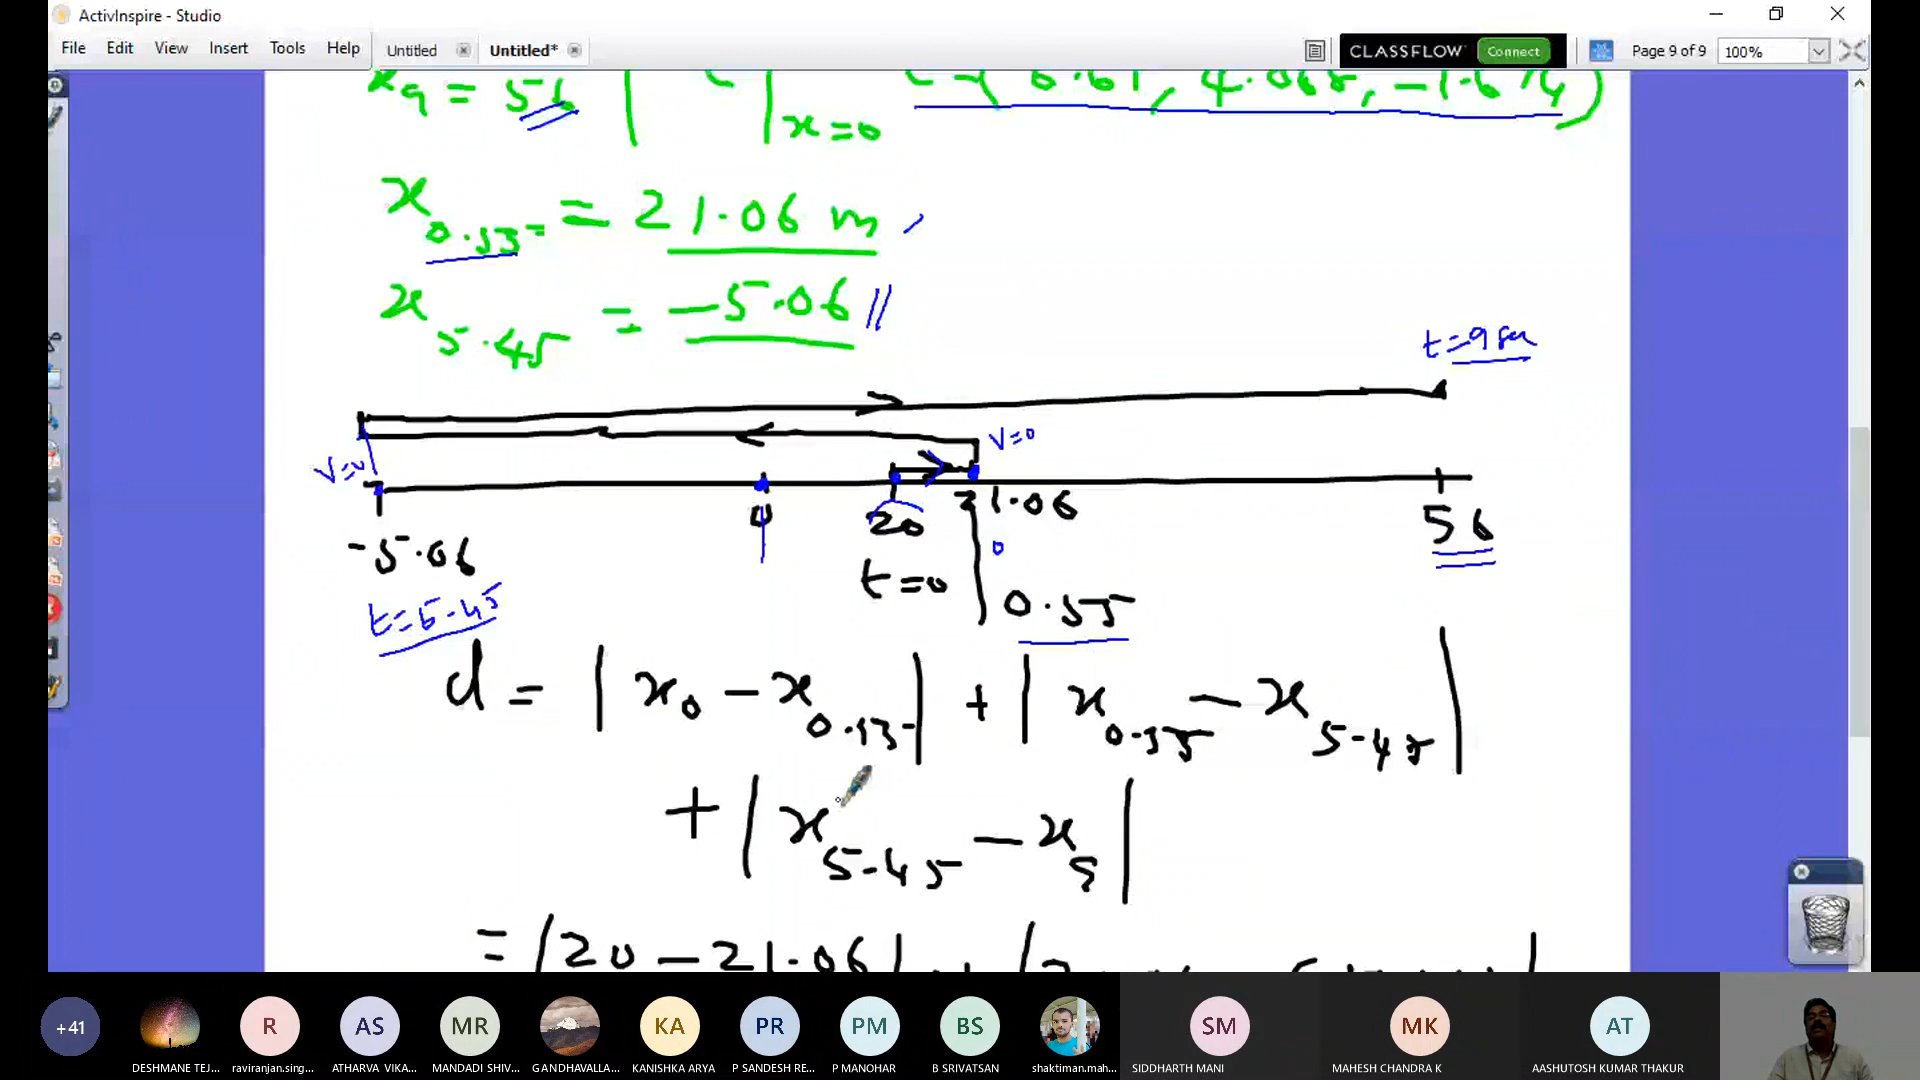 ActivInspire - Studio
File Edit View Insert Tools Help Untitled Untitled* CLASSFLOW Connect Page 9 of 9 100%
x9 = 56
x=0
x0.55 = 21.06 m
x5.45 = -5.06
t=9 sec
V=0
V=0
-5.06 0 20 21.06 56
t=0
0.55
t=5.45
d = | x0 - x0.55 | + | x0.55 - x5.45 |
+ | x5.45 - x9 |
= |20 - 21.06|
+41 DESHMANE TEJ...
raviranjan.sing...
R
AS
ATHARVA VIKA...
MR
MANDADI SHIV...
GANDHAVALLA...
KA
KANISHKA ARYA
PR
P SANDESH RE...
PM
P MANOHAR
BS
B SRIVATSAN
shaktiman.mah...
SM
SIDDHARTH MANI
MK
MAHESH CHANDRA K
AT
AASHUTOSH KUMAR THAKUR